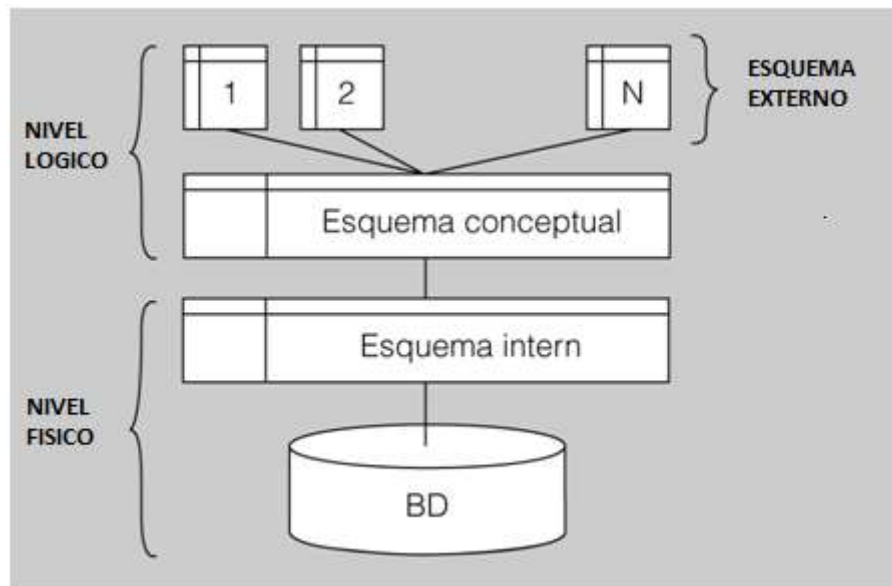 1
2
N
ESQUEMA
EXTERNO
NIVEL
LOGICO
Esquema conceptual
Esquema intern
NIVEL
FISICO
BD